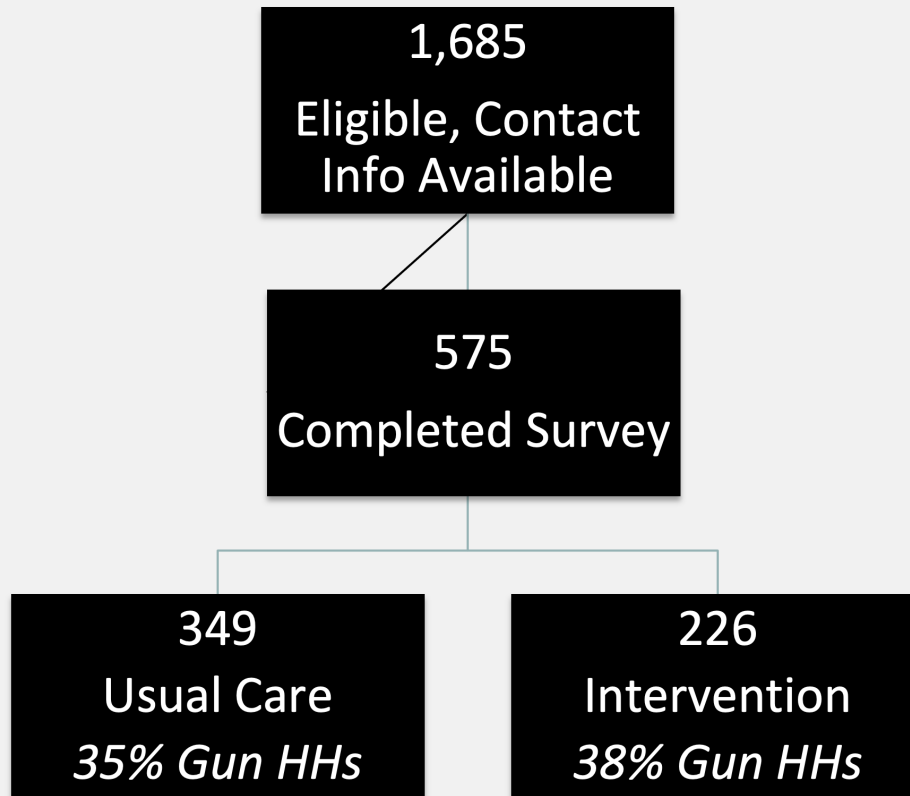 1,685
Eligible, Contact
Info Available
575
Completed Survey
349
Usual Care
35% Gun HHs
226
Intervention
38% Gun HHs